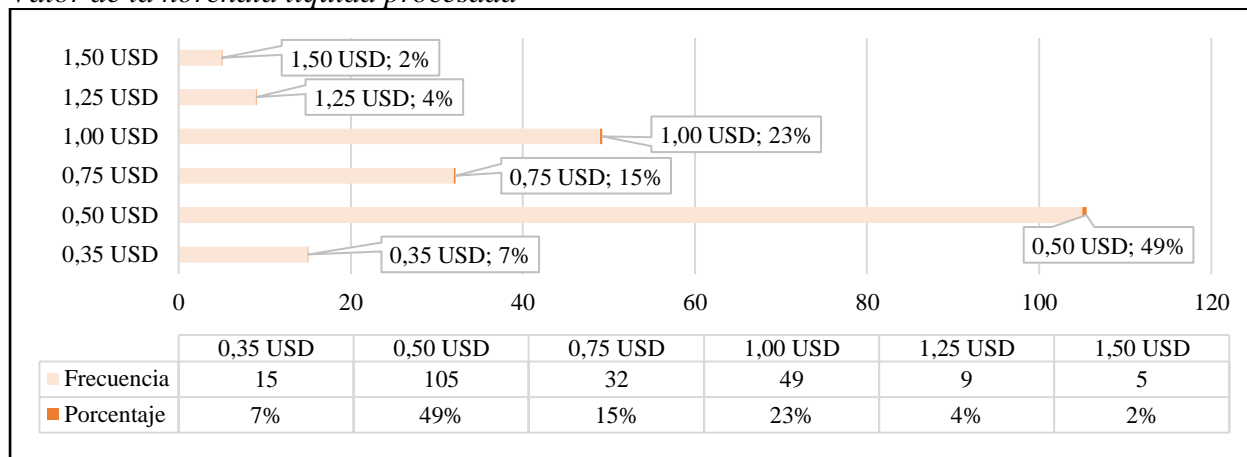 Valor de la horchata líquida procesada
1,50 USD
1,50 USD; 2%
1,25 USD
1,25 USD; 4%
1,00 USD
1,00 USD; 23%
0,75 USD
0,75 USD; 15%
0,50 USD
0,50 USD; 49%
0,35 USD
0,35 USD; 7%
0 20 40 60 80 100 120
0,35 USD 0,50 USD 0,75 USD 1,00 USD 1,25 USD 1,50 USD
Frecuencia 15 105 32 49 9 5
Porcentaje 7% 49% 15% 23% 4% 2%